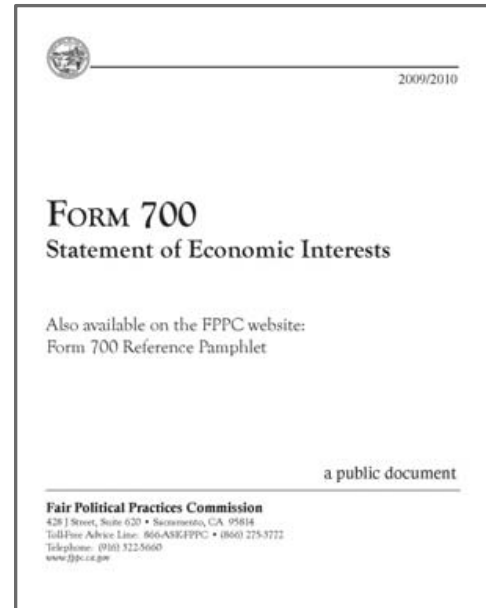 2009/2010
FORM 700
Statement of Economic Interests
Also available on the FPPC website:
Form 700 Reference Pamphlet
a public document
Fair Political Practices Commission
428 J Street, Suite 620 • Sacramento, CA 95814
Toll-Free Advice Line: 866-ASK-FPPC • (866) 275-3772
Telephone: (916) 322-5660
www.fppc.ca.gov